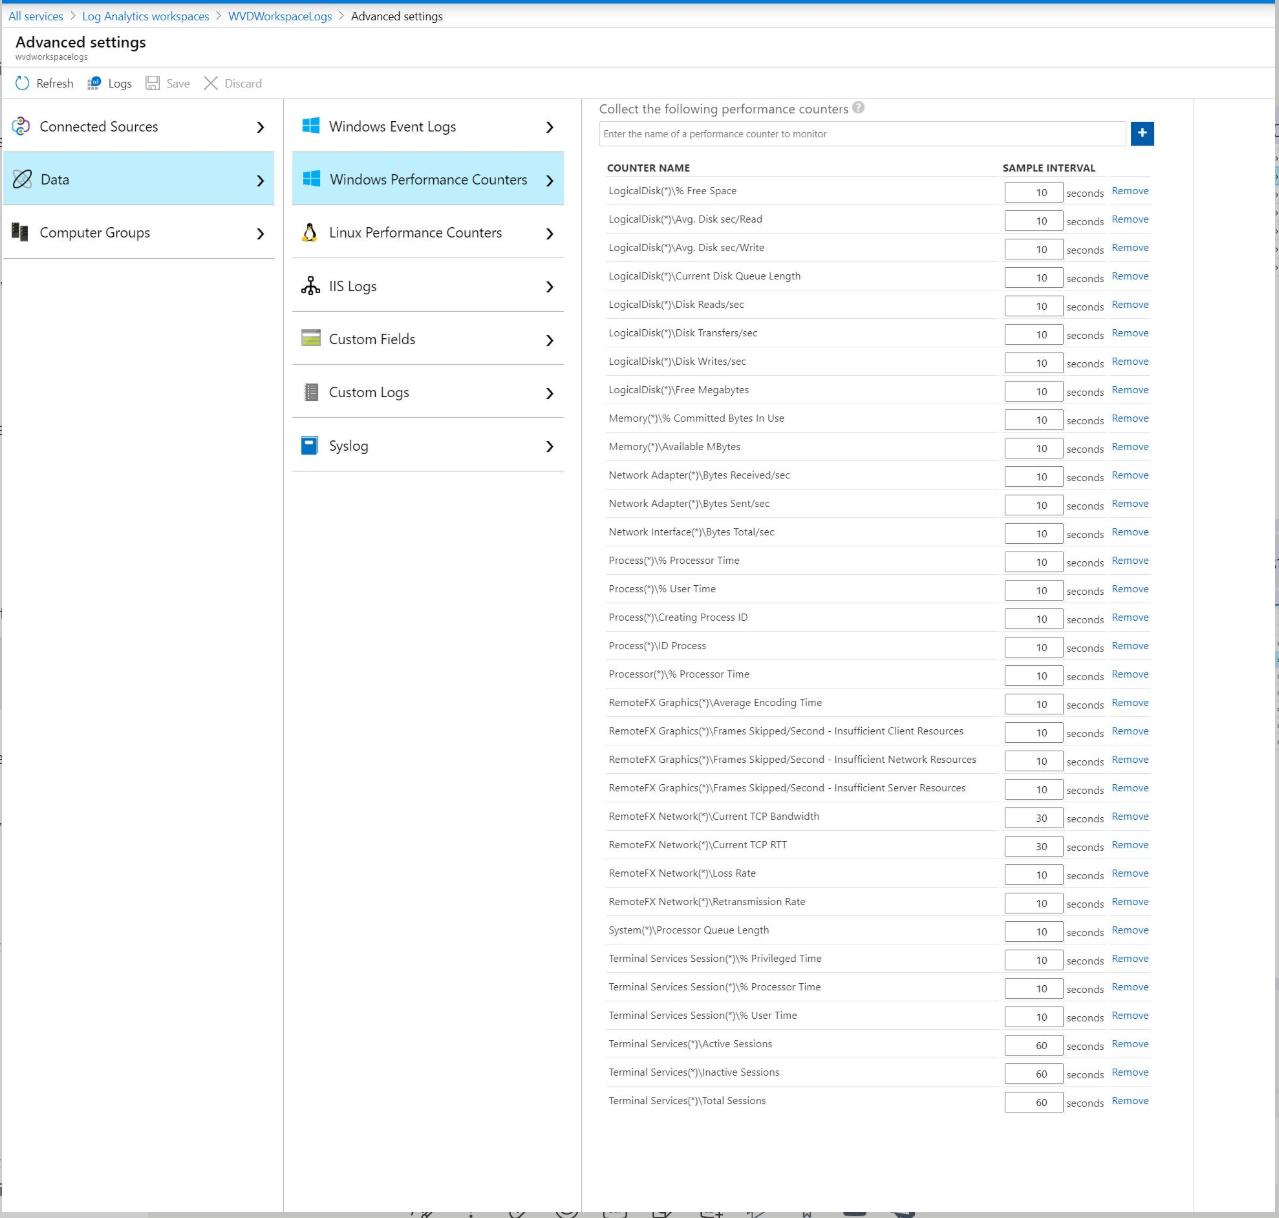 All services > Log Analytics workspaces > WVDWorkspaceLogs > Advanced settings
Advanced settings
wvdworkspacelogs
Refresh Logs Save Discard
Connected Sources
Data
Computer Groups
Windows Event Logs
Windows Performance Counters
Linux Performance Counters
IIS Logs
Custom Fields
Custom Logs
Syslog
Collect the following performance counters ?
Enter the name of a performance counter to monitor +
COUNTER NAME SAMPLE INTERVAL
LogicalDisk(*)\% Free Space 10 seconds Remove
LogicalDisk(*)\Avg. Disk sec/Read 10 seconds Remove
LogicalDisk(*)\Avg. Disk sec/Write 10 seconds Remove
LogicalDisk(*)\Current Disk Queue Length 10 seconds Remove
LogicalDisk(*)\Disk Reads/sec 10 seconds Remove
LogicalDisk(*)\Disk Transfers/sec 10 seconds Remove
LogicalDisk(*)\Disk Writes/sec 10 seconds Remove
LogicalDisk(*)\Free Megabytes 10 seconds Remove
Memory(*)\% Committed Bytes In Use 10 seconds Remove
Memory(*)\Available MBytes 10 seconds Remove
Network Adapter(*)\Bytes Received/sec 10 seconds Remove
Network Adapter(*)\Bytes Sent/sec 10 seconds Remove
Network Interface(*)\Bytes Total/sec 10 seconds Remove
Process(*)\% Processor Time 10 seconds Remove
Process(*)\% User Time 10 seconds Remove
Process(*)\Creating Process ID 10 seconds Remove
Process(*)\ID Process 10 seconds Remove
Processor(*)\% Processor Time 10 seconds Remove
RemoteFX Graphics(*)\Average Encoding Time 10 seconds Remove
RemoteFX Graphics(*)\Frames Skipped/Second - Insufficient Client Resources 10 seconds Remove
RemoteFX Graphics(*)\Frames Skipped/Second - Insufficient Network Resources 10 seconds Remove
RemoteFX Graphics(*)\Frames Skipped/Second - Insufficient Server Resources 10 seconds Remove
RemoteFX Network(*)\Current TCP Bandwidth 30 seconds Remove
RemoteFX Network(*)\Current TCP RTT 30 seconds Remove
RemoteFX Network(*)\Loss Rate 10 seconds Remove
RemoteFX Network(*)\Retransmission Rate 10 seconds Remove
System(*)\Processor Queue Length 10 seconds Remove
Terminal Services Session(*)\% Privileged Time 10 seconds Remove
Terminal Services Session(*)\% Processor Time 10 seconds Remove
Terminal Services Session(*)\% User Time 10 seconds Remove
Terminal Services(*)\Active Sessions 60 seconds Remove
Terminal Services(*)\Inactive Sessions 60 seconds Remove
Terminal Services(*)\Total Sessions 60 seconds Remove